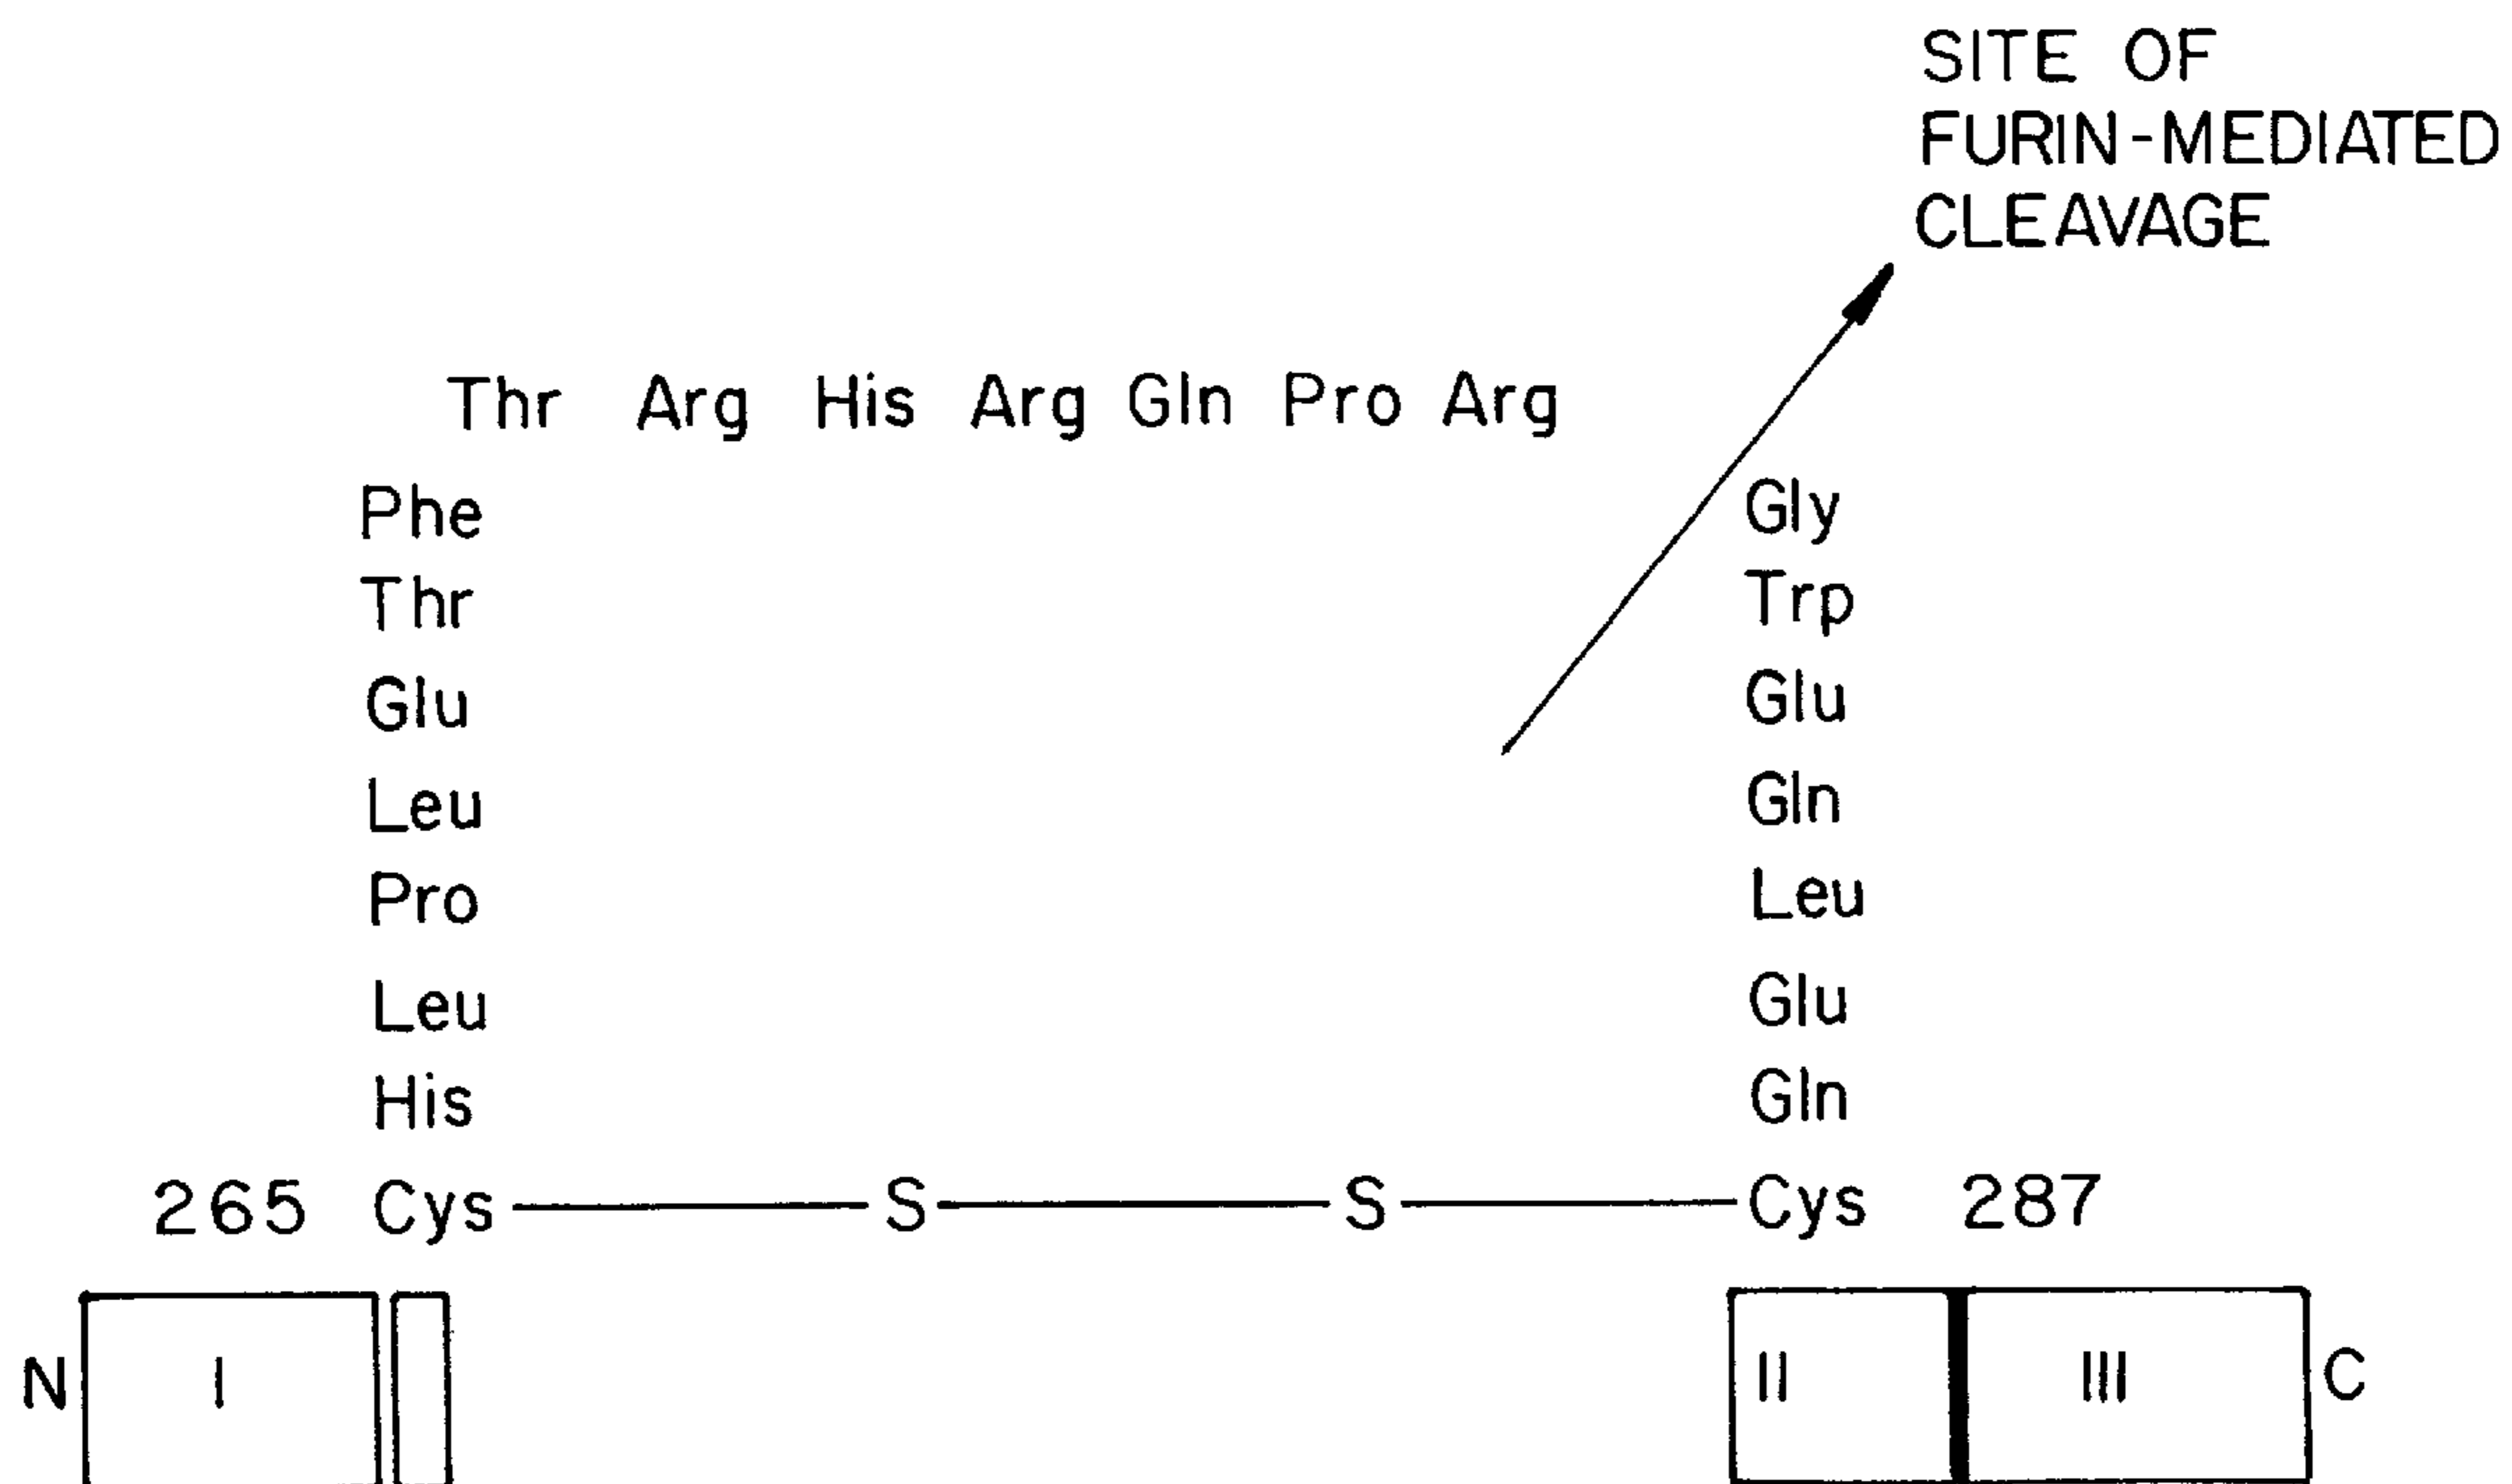 SITE OF
FURIN-MEDIATED
CLEAVAGE
Thr Arg His Arg Gln Pro Arg
Phe Gly
Thr Trp
Glu Glu
Leu Gln
Pro Leu
Leu Glu
His Gln
265 Cys S S Cys 287
N I II III C